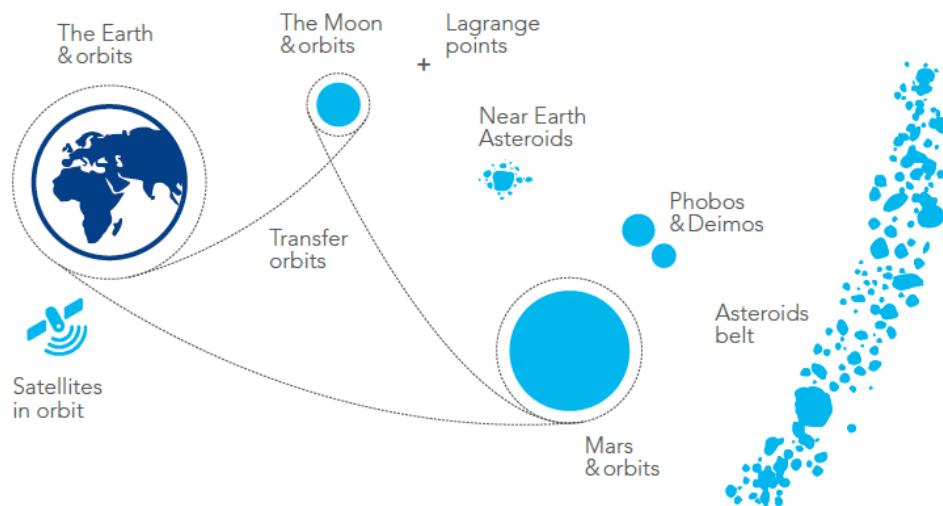 The Earth
& orbits
The Moon
& orbits
+
Lagrange
points
Near Earth
Asteroids
Phobos
& Deimos
Transfer
orbits
Asteroids
belt
Satellites
in orbit
Mars
& orbits